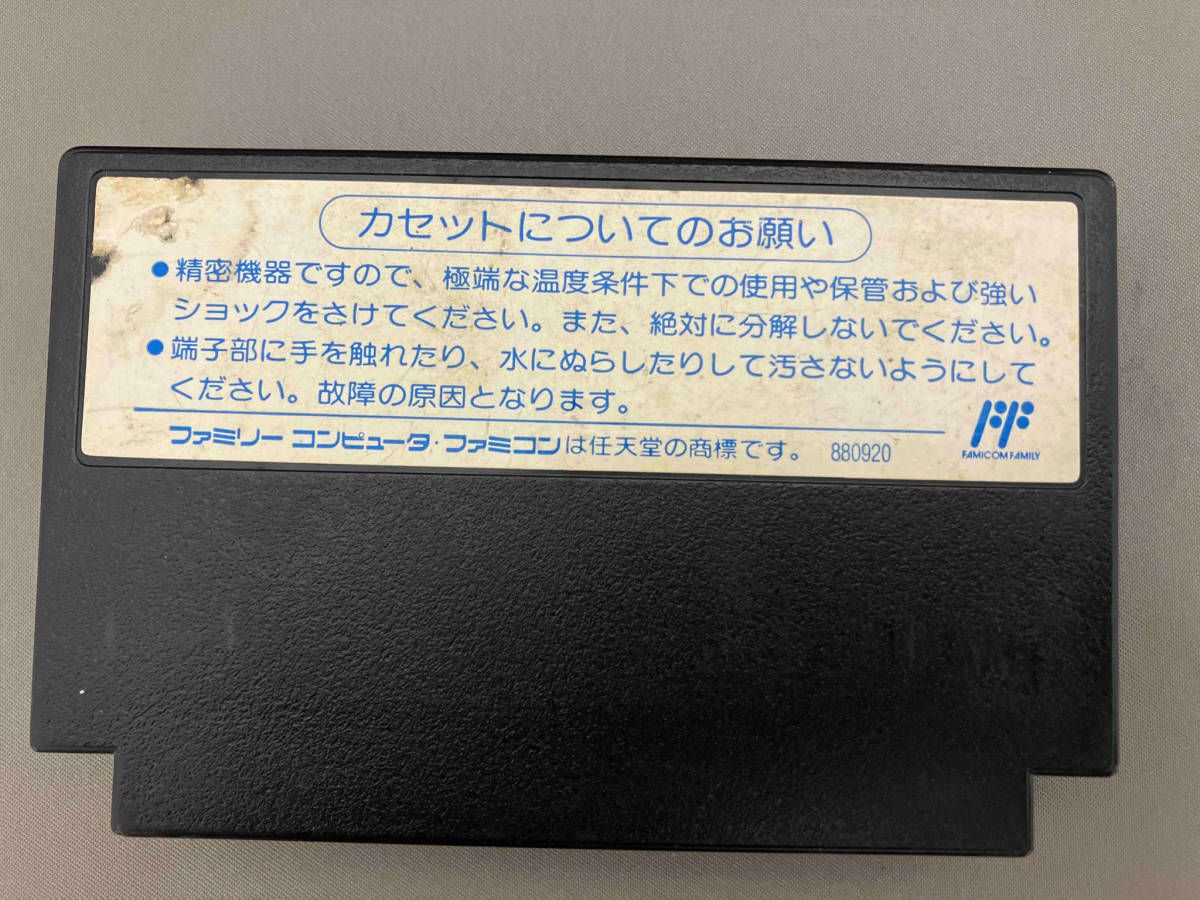 カセットについてのお願い
●精密機器ですので、極端な温度条件下での使用や保管および強い
ショックをさけてください。また、絶対に分解しないでください。
●端子部に手を触れたり、水にぬらしたりして汚さないようにして
ください。故障の原因となります。
ファミリー コンピュータ・ファミコンは任天堂の商標です。 880920
FAMICOM FAMILY